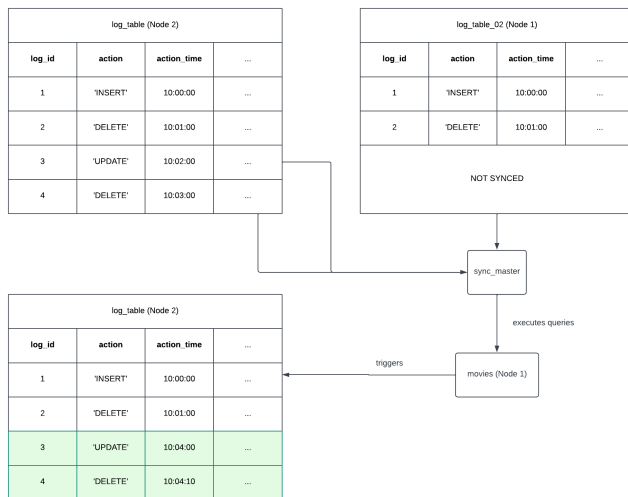 log_table (Node 2)
log_id action action_time ...
1 'INSERT' 10:00:00 ...
2 'DELETE' 10:01:00 ...
3 'UPDATE' 10:02:00 ...
4 'DELETE' 10:03:00 ...
log_table_02 (Node 1)
log_id action action_time ...
1 'INSERT' 10:00:00 ...
2 'DELETE' 10:01:00 ...
NOT SYNCED
sync_master
executes queries
movies (Node 1)
triggers
log_table (Node 2)
log_id action action_time ...
1 'INSERT' 10:00:00 ...
2 'DELETE' 10:01:00 ...
3 'UPDATE' 10:04:00 ...
4 'DELETE' 10:04:10 ...